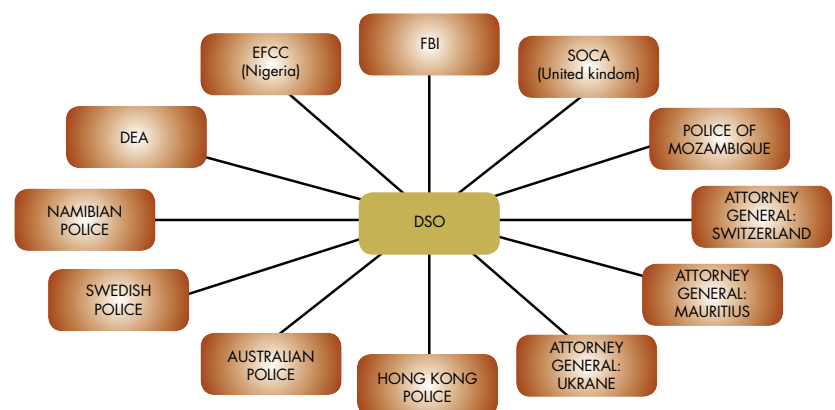 FBI
EFCC
(Nigeria)
SOCA
(United kindom)
DEA
POLICE OF
MOZAMBIQUE
NAMIBIAN
POLICE
DSO
ATTORNEY
GENERAL:
SWITZERLAND
SWEDISH
POLICE
ATTORNEY
GENERAL:
MAURITIUS
AUSTRALIAN
POLICE
HONG KONG
POLICE
ATTORNEY
GENERAL:
UKRANE